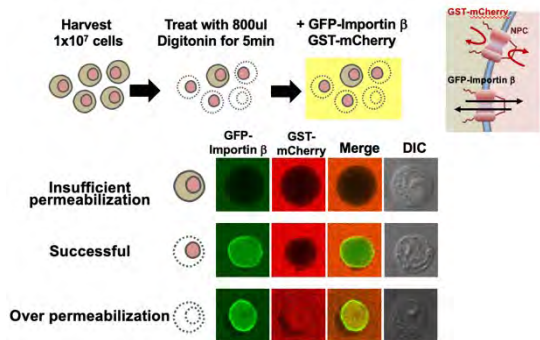 Harvest
1x10⁷ cells
Treat with 800ul
Digitonin for 5min
+ GFP-Importin β
GST-mCherry
GST-mCherry
NPC
GFP-Importin β
GFP-
Importin β
GST-
mCherry
Merge
DIC
Insufficient
permeabilization
Successful
Over permeabilization